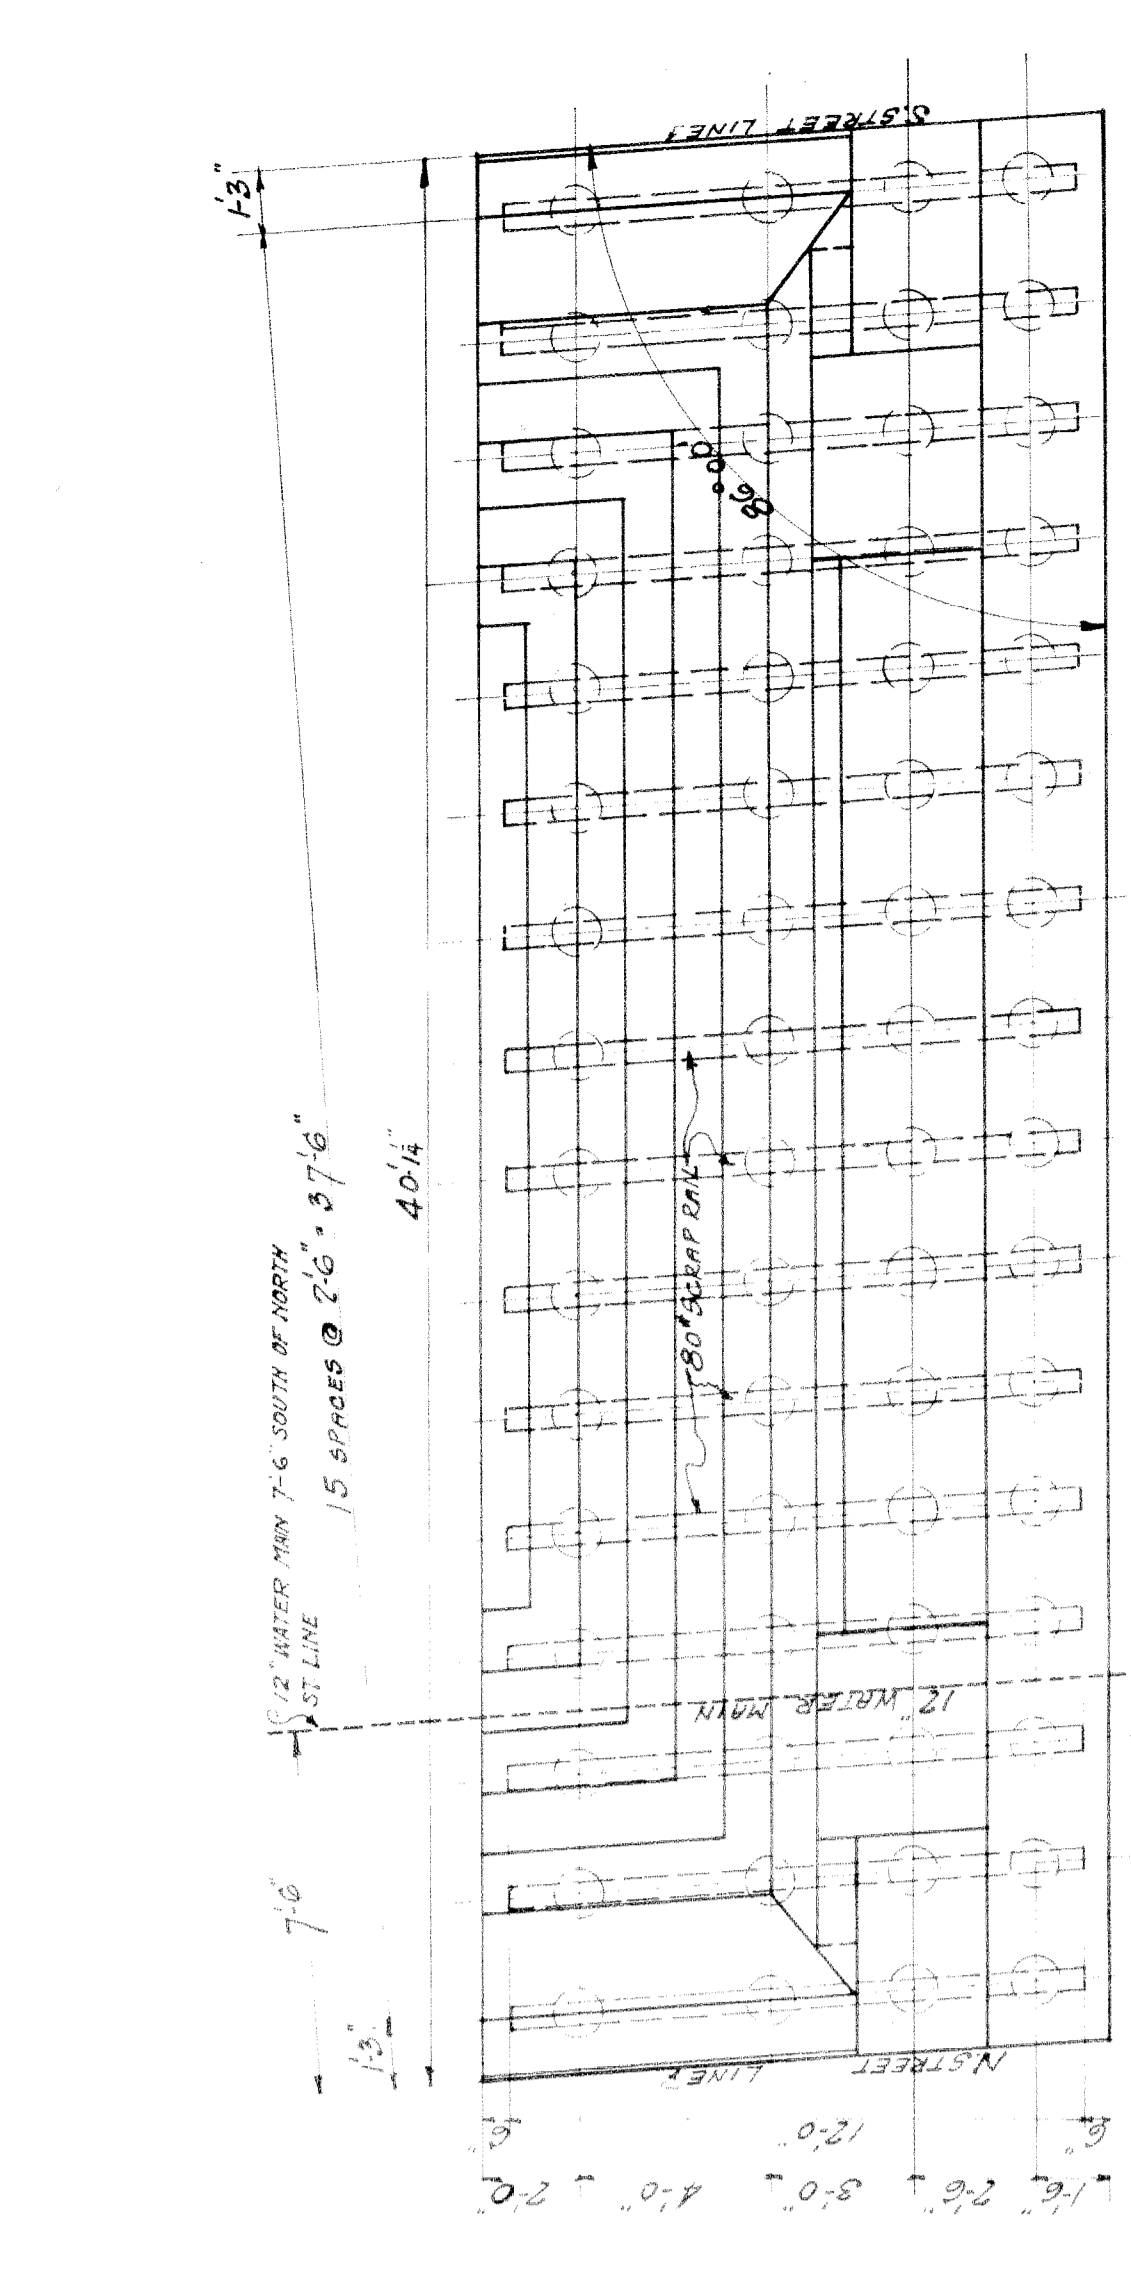 S. STREET LINE
1'-3"
86° 00'
12" WATER MAIN 7'-6" SOUTH OF NORTH
ST LINE
15 SPACES @ 2'-6" = 37'-6"
40'-1¼"
80# SCRAP RAIL
12" WATER MAIN
7'-6"
1'-3"
N. STREET LINE
6"
12'-0"
6"
2'-0"
4'-0"
3'-0"
2'-6"
1'-6"